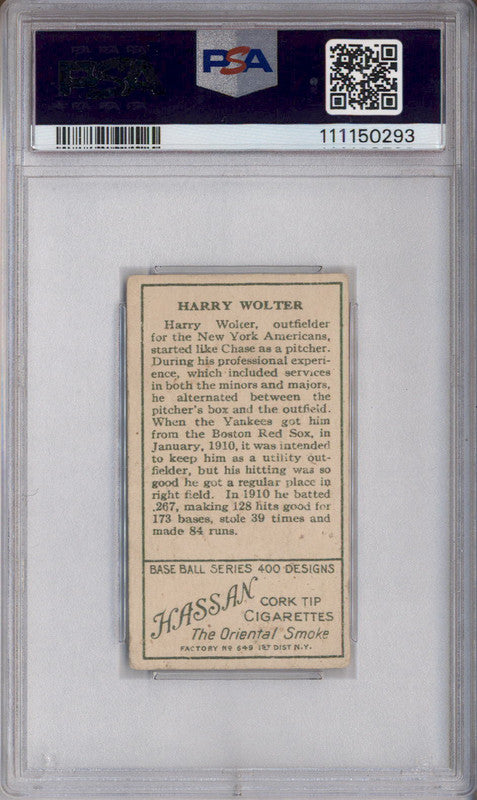 PSA
111150293
HARRY WOLTER
Harry Wolter, outfielder
for the New York Americans,
started like Chase as a pitcher.
During his professional experi-
ence, which included services
in both the minors and majors,
he alternated between the
pitcher's box and the outfield.
When the Yankees got him
from the Boston Red Sox, in
January, 1910, it was intended
to keep him as a utility out-
fielder, but his hitting was so
good he got a regular place in
right field. In 1910 he batted
.267, making 128 hits good for
173 bases, stole 39 times and
made 84 runs.
BASE BALL SERIES 400 DESIGNS
HASSAN
CORK TIP
CIGARETTES
The Oriental Smoke
FACTORY NO 649 1ST DIST N.Y.